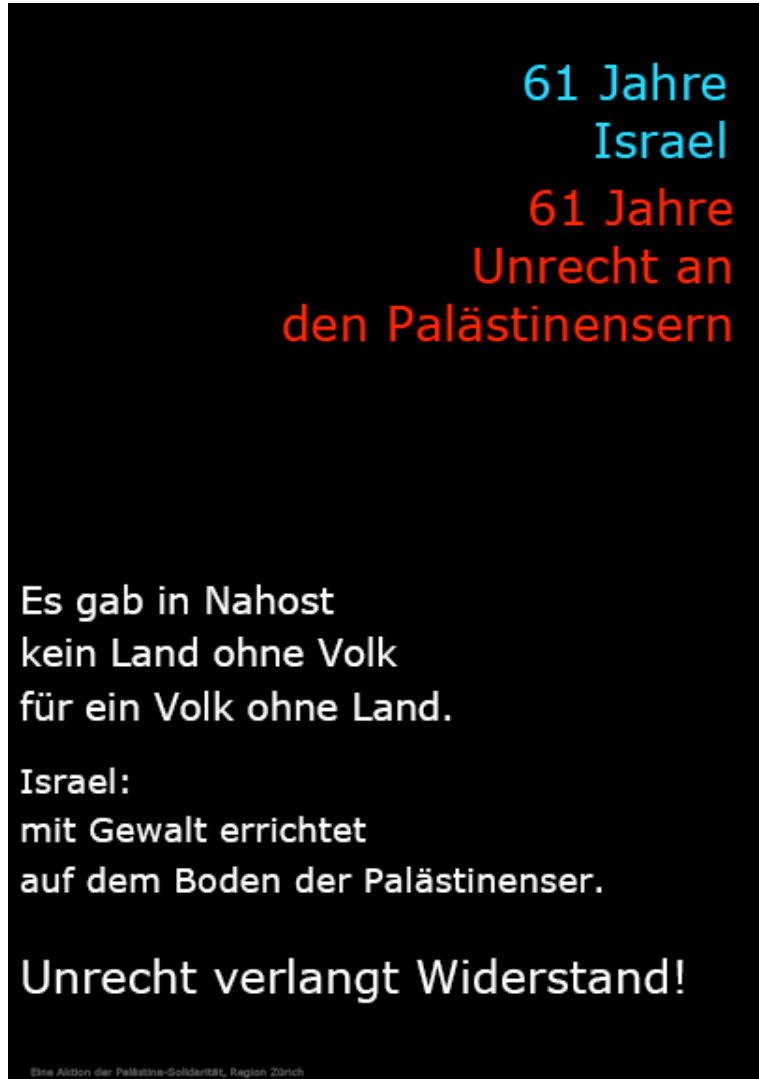 61 Jahre
Israel
61 Jahre
Unrecht an
den Palästinensern
Es gab in Nahost
kein Land ohne Volk
für ein Volk ohne Land.
Israel:
mit Gewalt errichtet
auf dem Boden der Palästinenser.
Unrecht verlangt Widerstand!
Eine Aktion der Palästina-Solidarität, Region Zürich